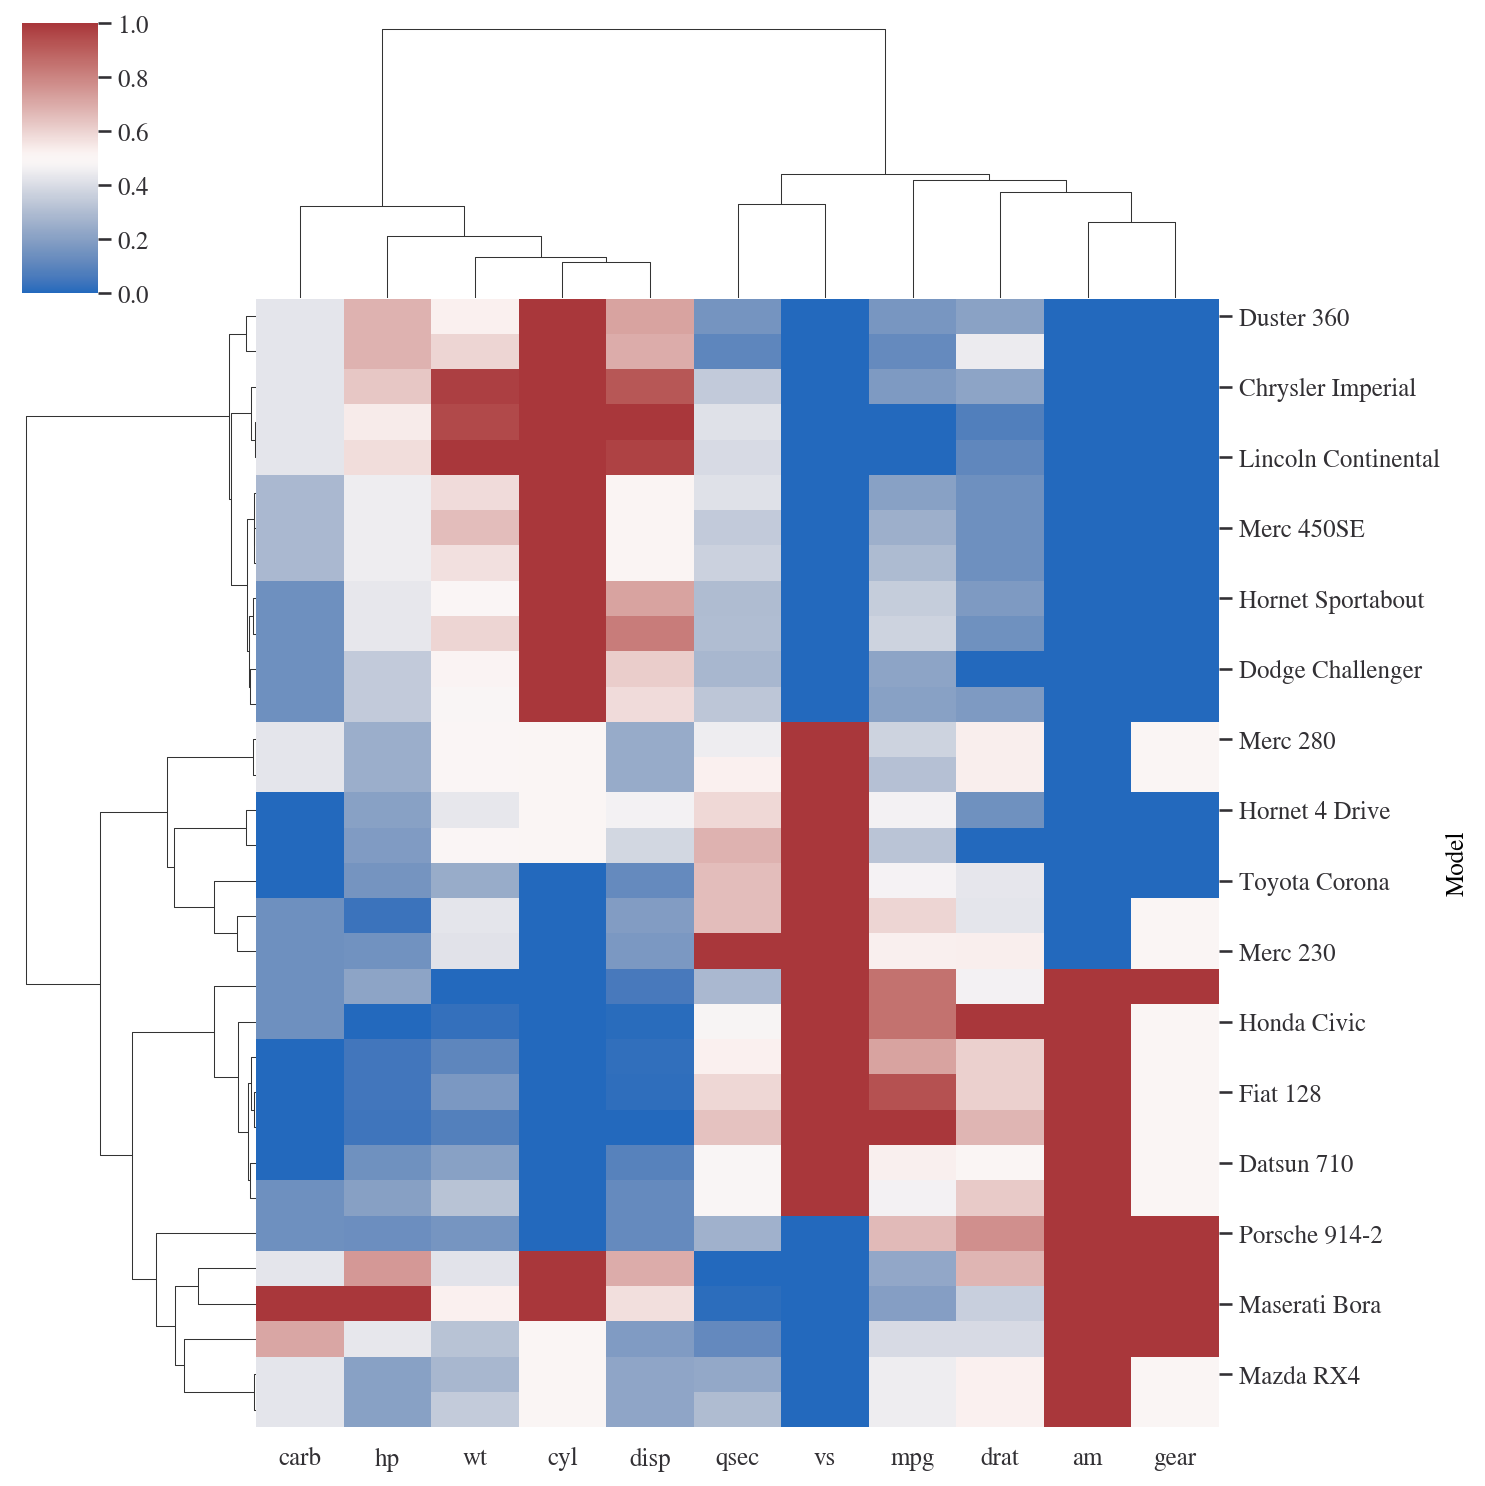 1.0
0.8
0.6
0.4
0.2
0.0
Duster 360
Chrysler Imperial
Lincoln Continental
Merc 450SE
Hornet Sportabout
Dodge Challenger
Merc 280
Hornet 4 Drive
Toyota Corona
Merc 230
Honda Civic
Fiat 128
Datsun 710
Porsche 914-2
Maserati Bora
Mazda RX4
Model
carb hp wt cyl disp qsec vs mpg drat am gear